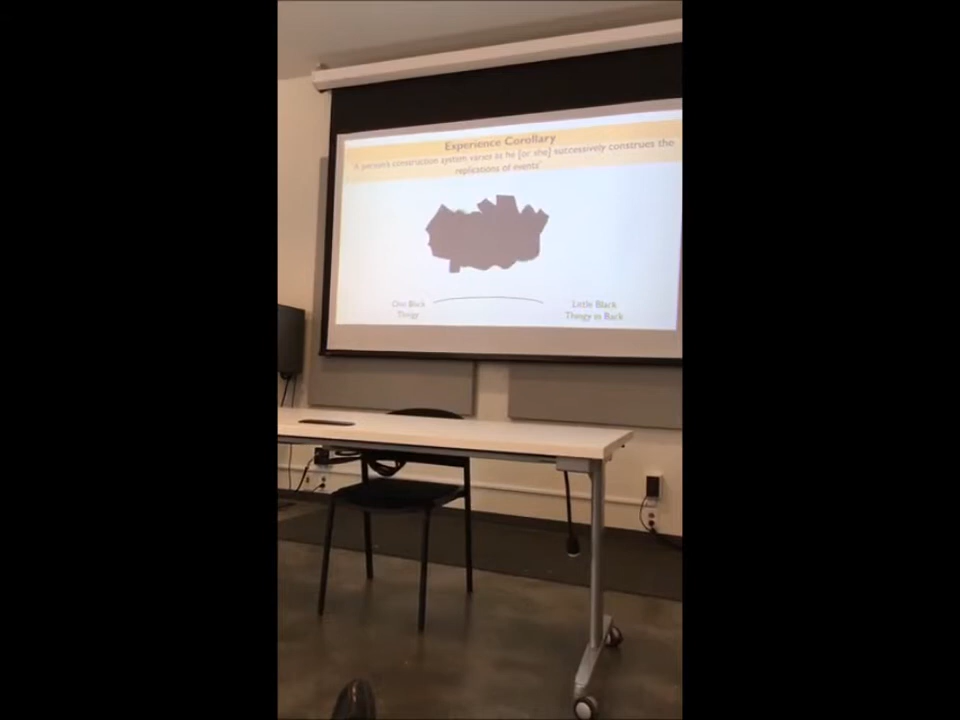 Experience Corollary
'A person's construction system varies as he [or she] successively construes the
replications of events'
One Black
Thingy
Little Black
Thingy in Back